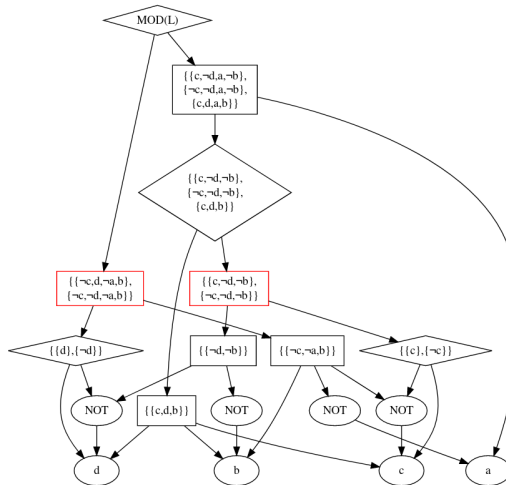 MOD(L)
{{c,¬d,a,¬b},
{¬c,¬d,a,¬b},
{c,d,a,b}}
{{c,¬d,¬b},
{¬c,¬d,¬b},
{c,d,b}}
{{¬c,d,¬a,b},
{¬c,¬d,¬a,b}}
{{c,¬d,¬b},
{¬c,¬d,¬b}}
{{d},{¬d}}
{{¬d,¬b}}
{{¬c,¬a,b}}
{{c},{¬c}}
NOT
{{c,d,b}}
NOT
NOT
NOT
d
b
c
a